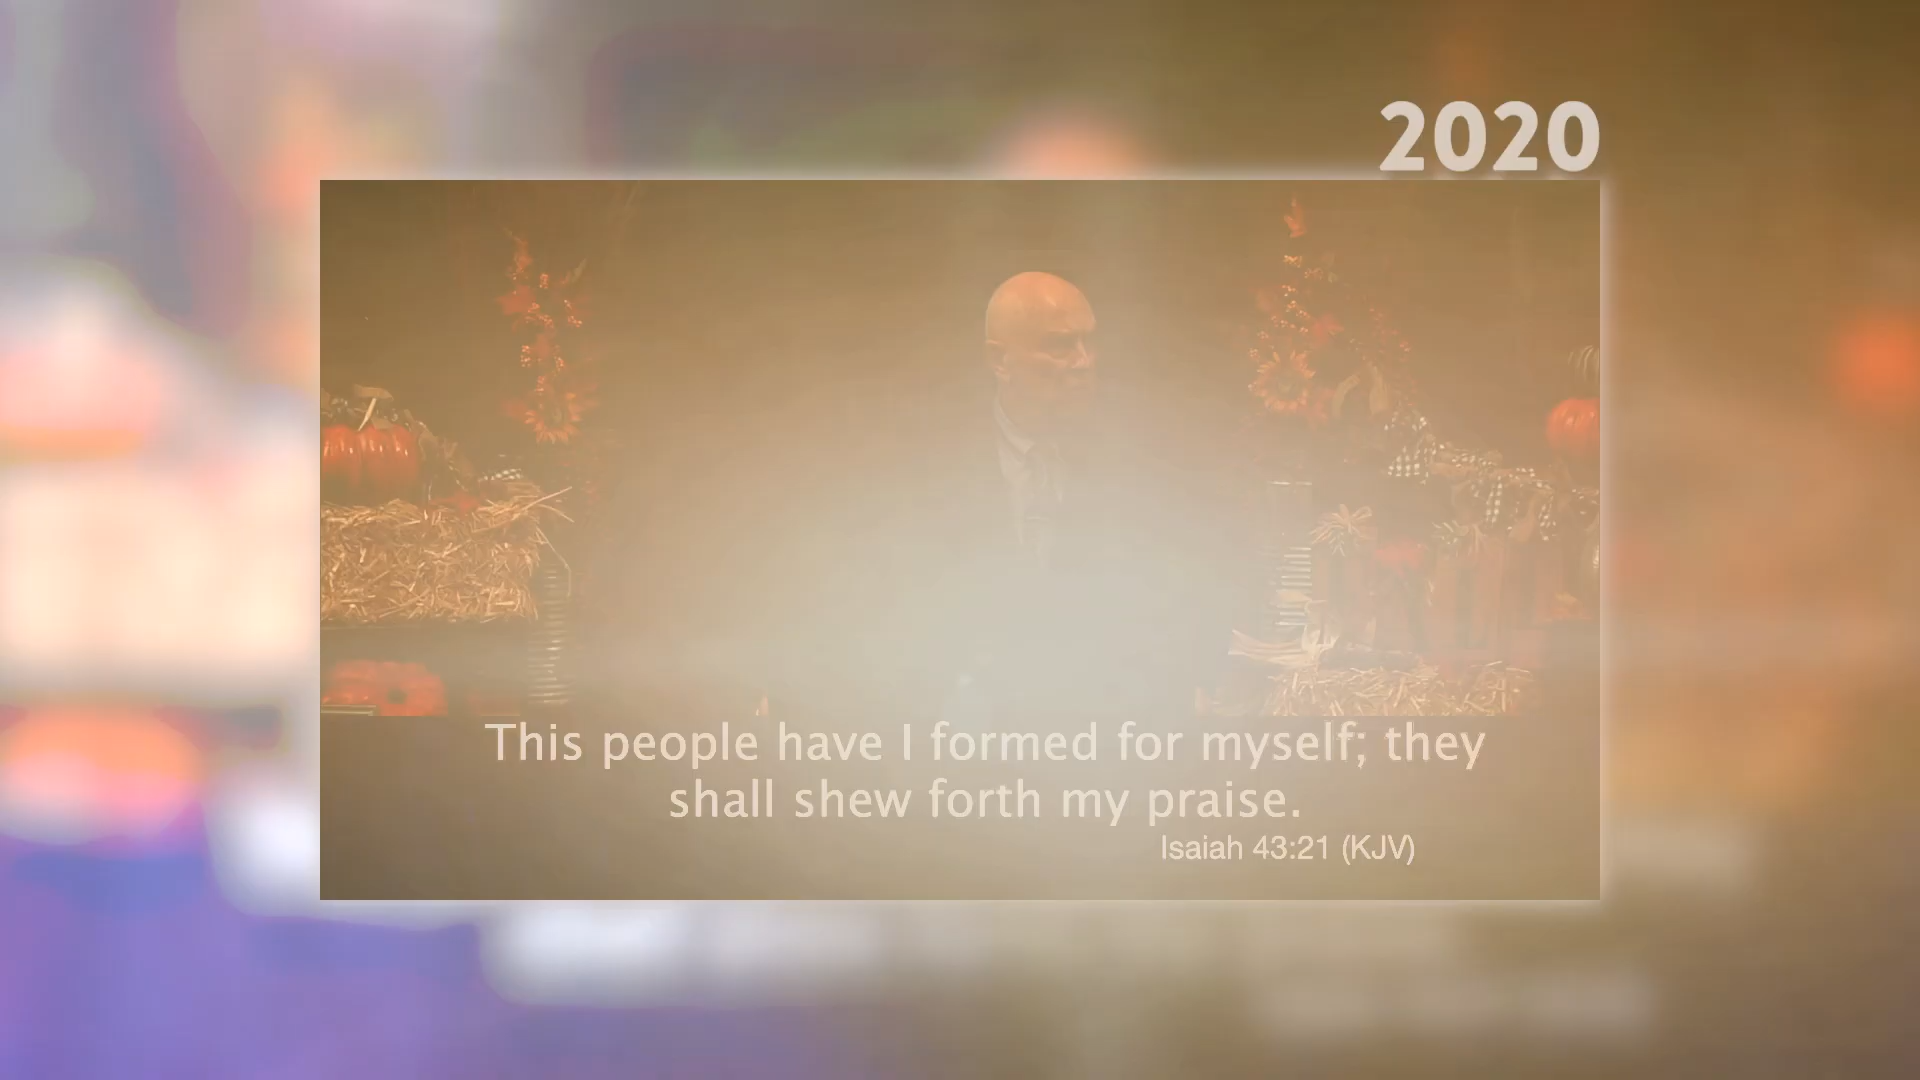 2020
This people have I formed for myself; they
shall shew forth my praise.
Isaiah 43:21 (KJV)